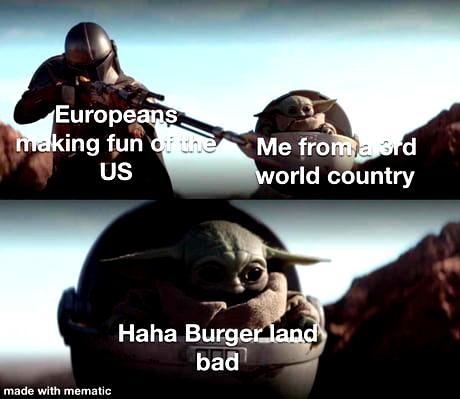 Europeans
making fun of the
US
Me from a 3rd
world country
Haha Burger land
bad
made with mematic